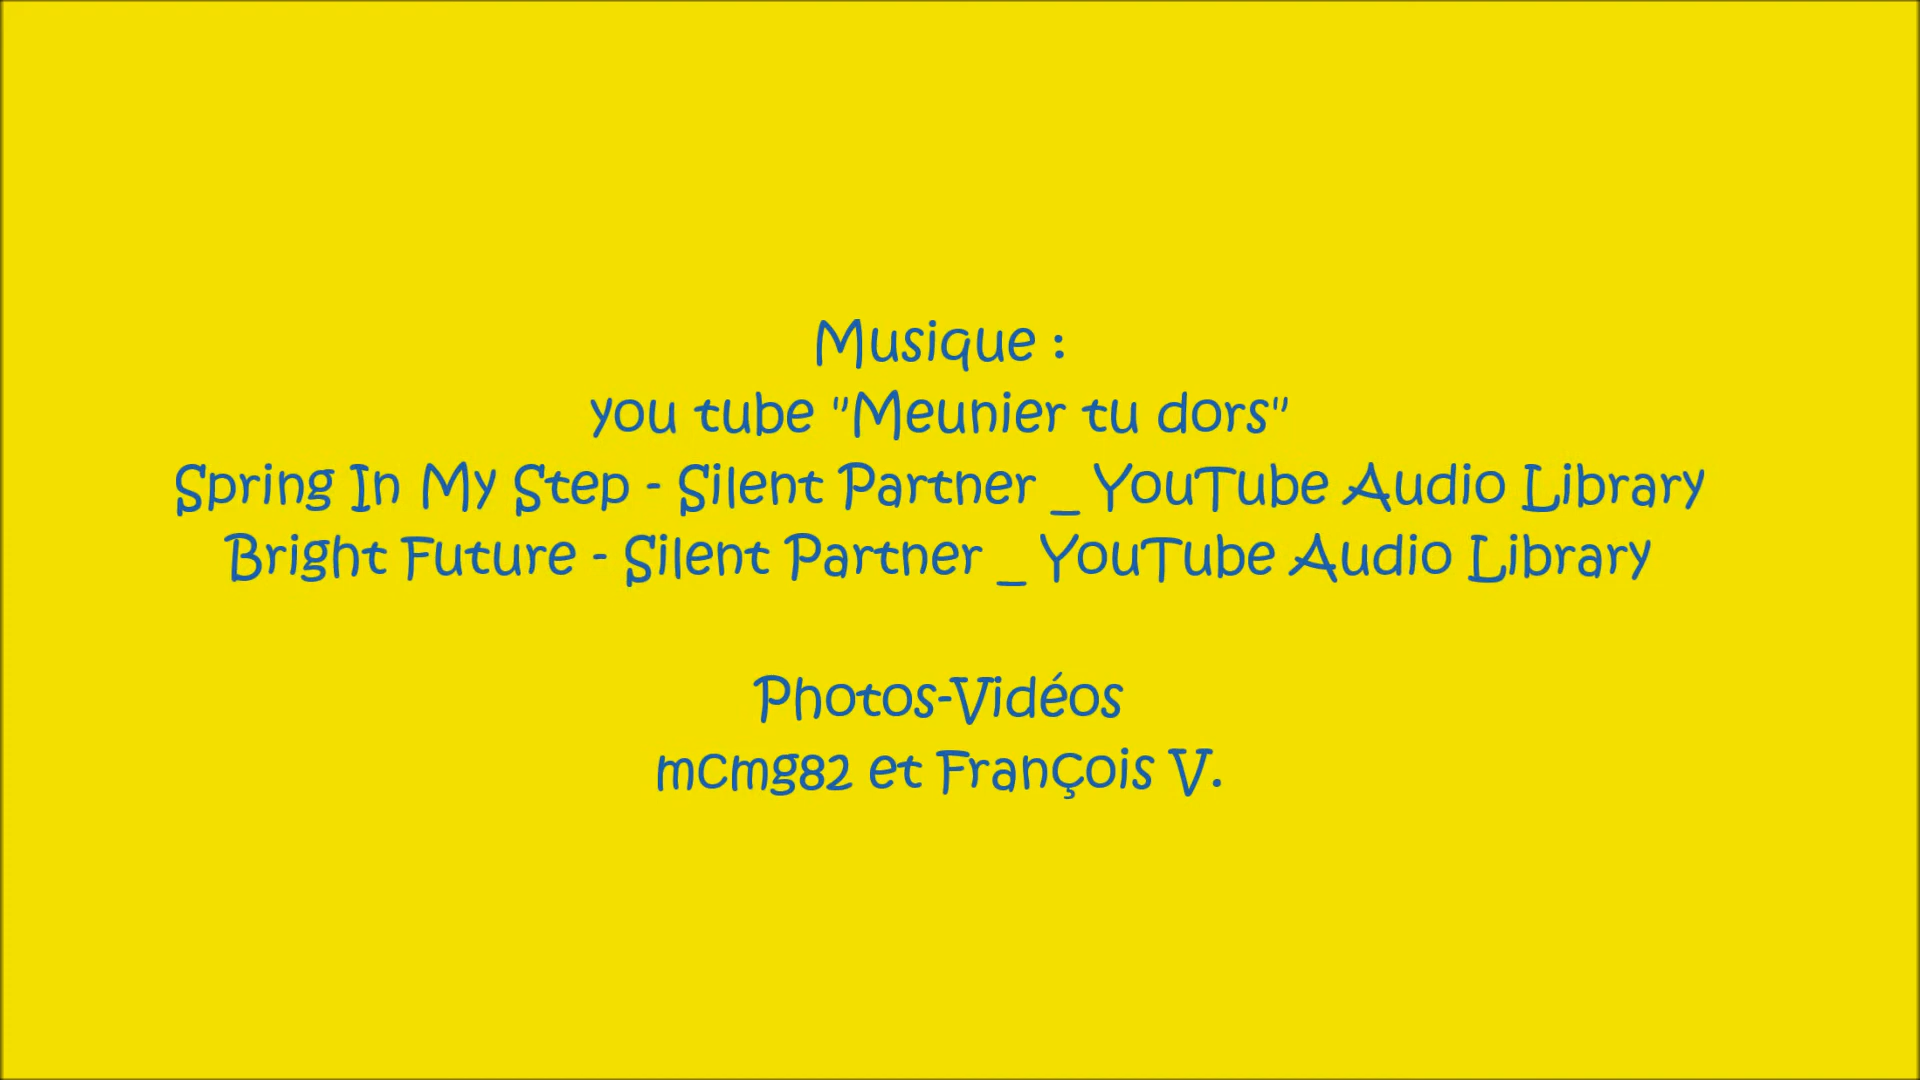 Musique :
you tube "Meunier tu dors"
Spring In My Step - Silent Partner _ YouTube Audio Library
Bright Future - Silent Partner _ YouTube Audio Library
Photos-Vidéos
mcmg82 et François V.